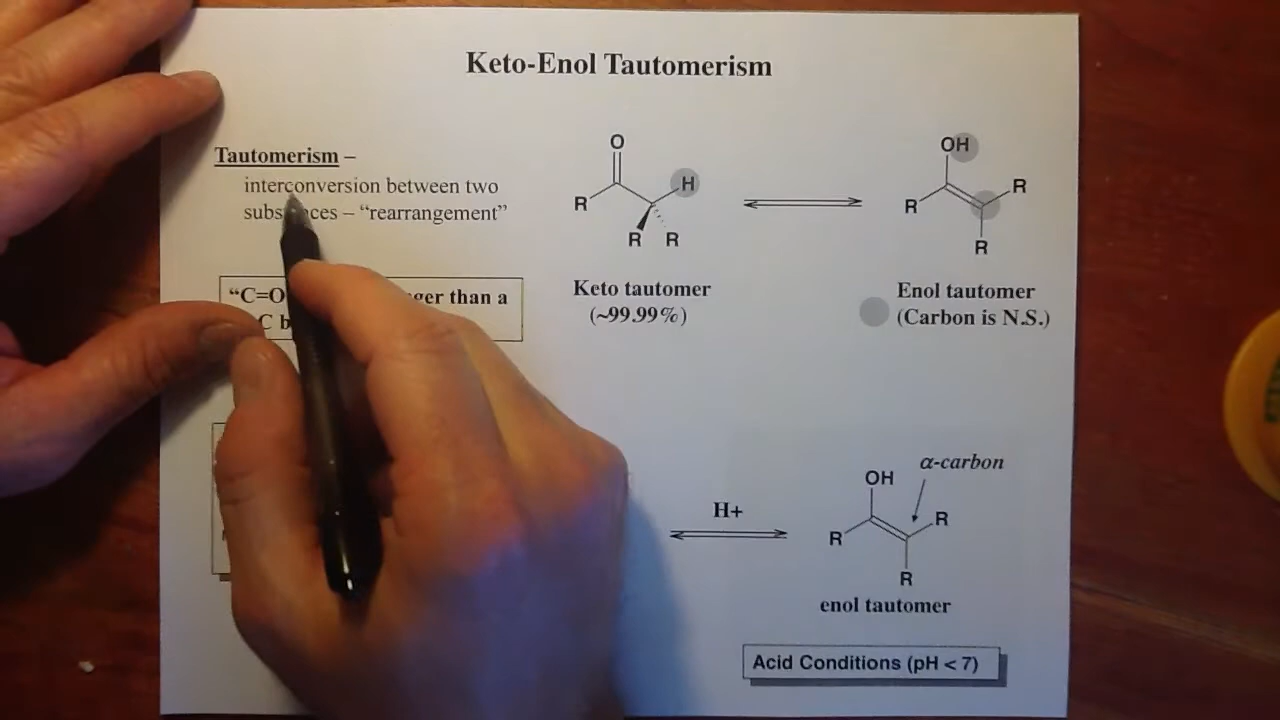 Keto-Enol Tautomerism
Tautomerism –
interconversion between two
– “rearrangement”
“C=O
than a
O
R
H
R
R
Keto tautomer
(~99.99%)
OH
R
R
R
Enol tautomer
(Carbon is N.S.)
H+
OH
α-carbon
R
R
R
enol tautomer
Acid Conditions (pH < 7)